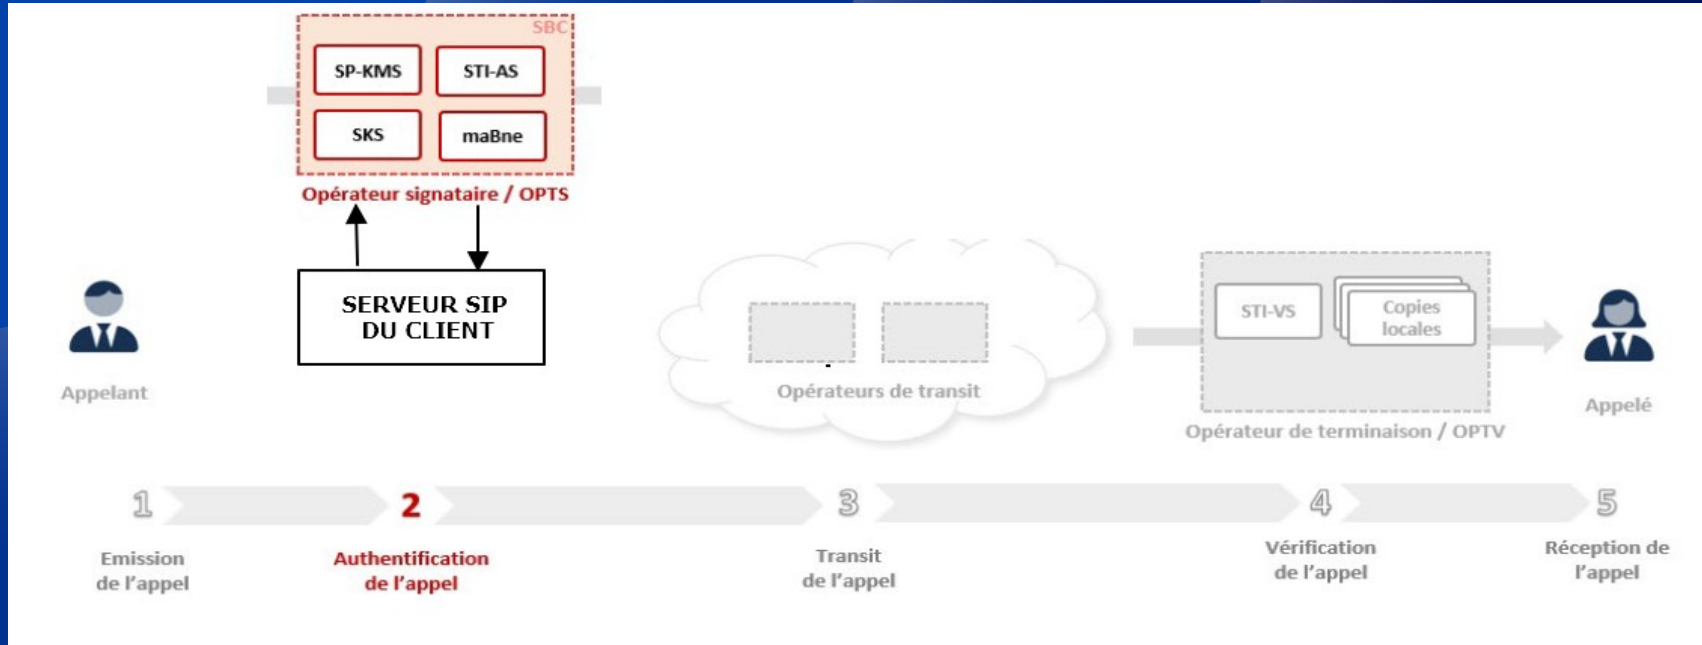 SBC
SP-KMS
STI-AS
SKS
maBne
Opérateur signataire / OPTS
SERVEUR SIP
DU CLIENT
Appelant
Opérateurs de transit
STI-VS
Copies
locales
Opérateur de terminaison / OPTV
Appelé
1
2
3
4
5
Emission
de l'appel
Authentification
de l'appel
Transit
de l'appel
Vérification
de l'appel
Réception de
l'appel